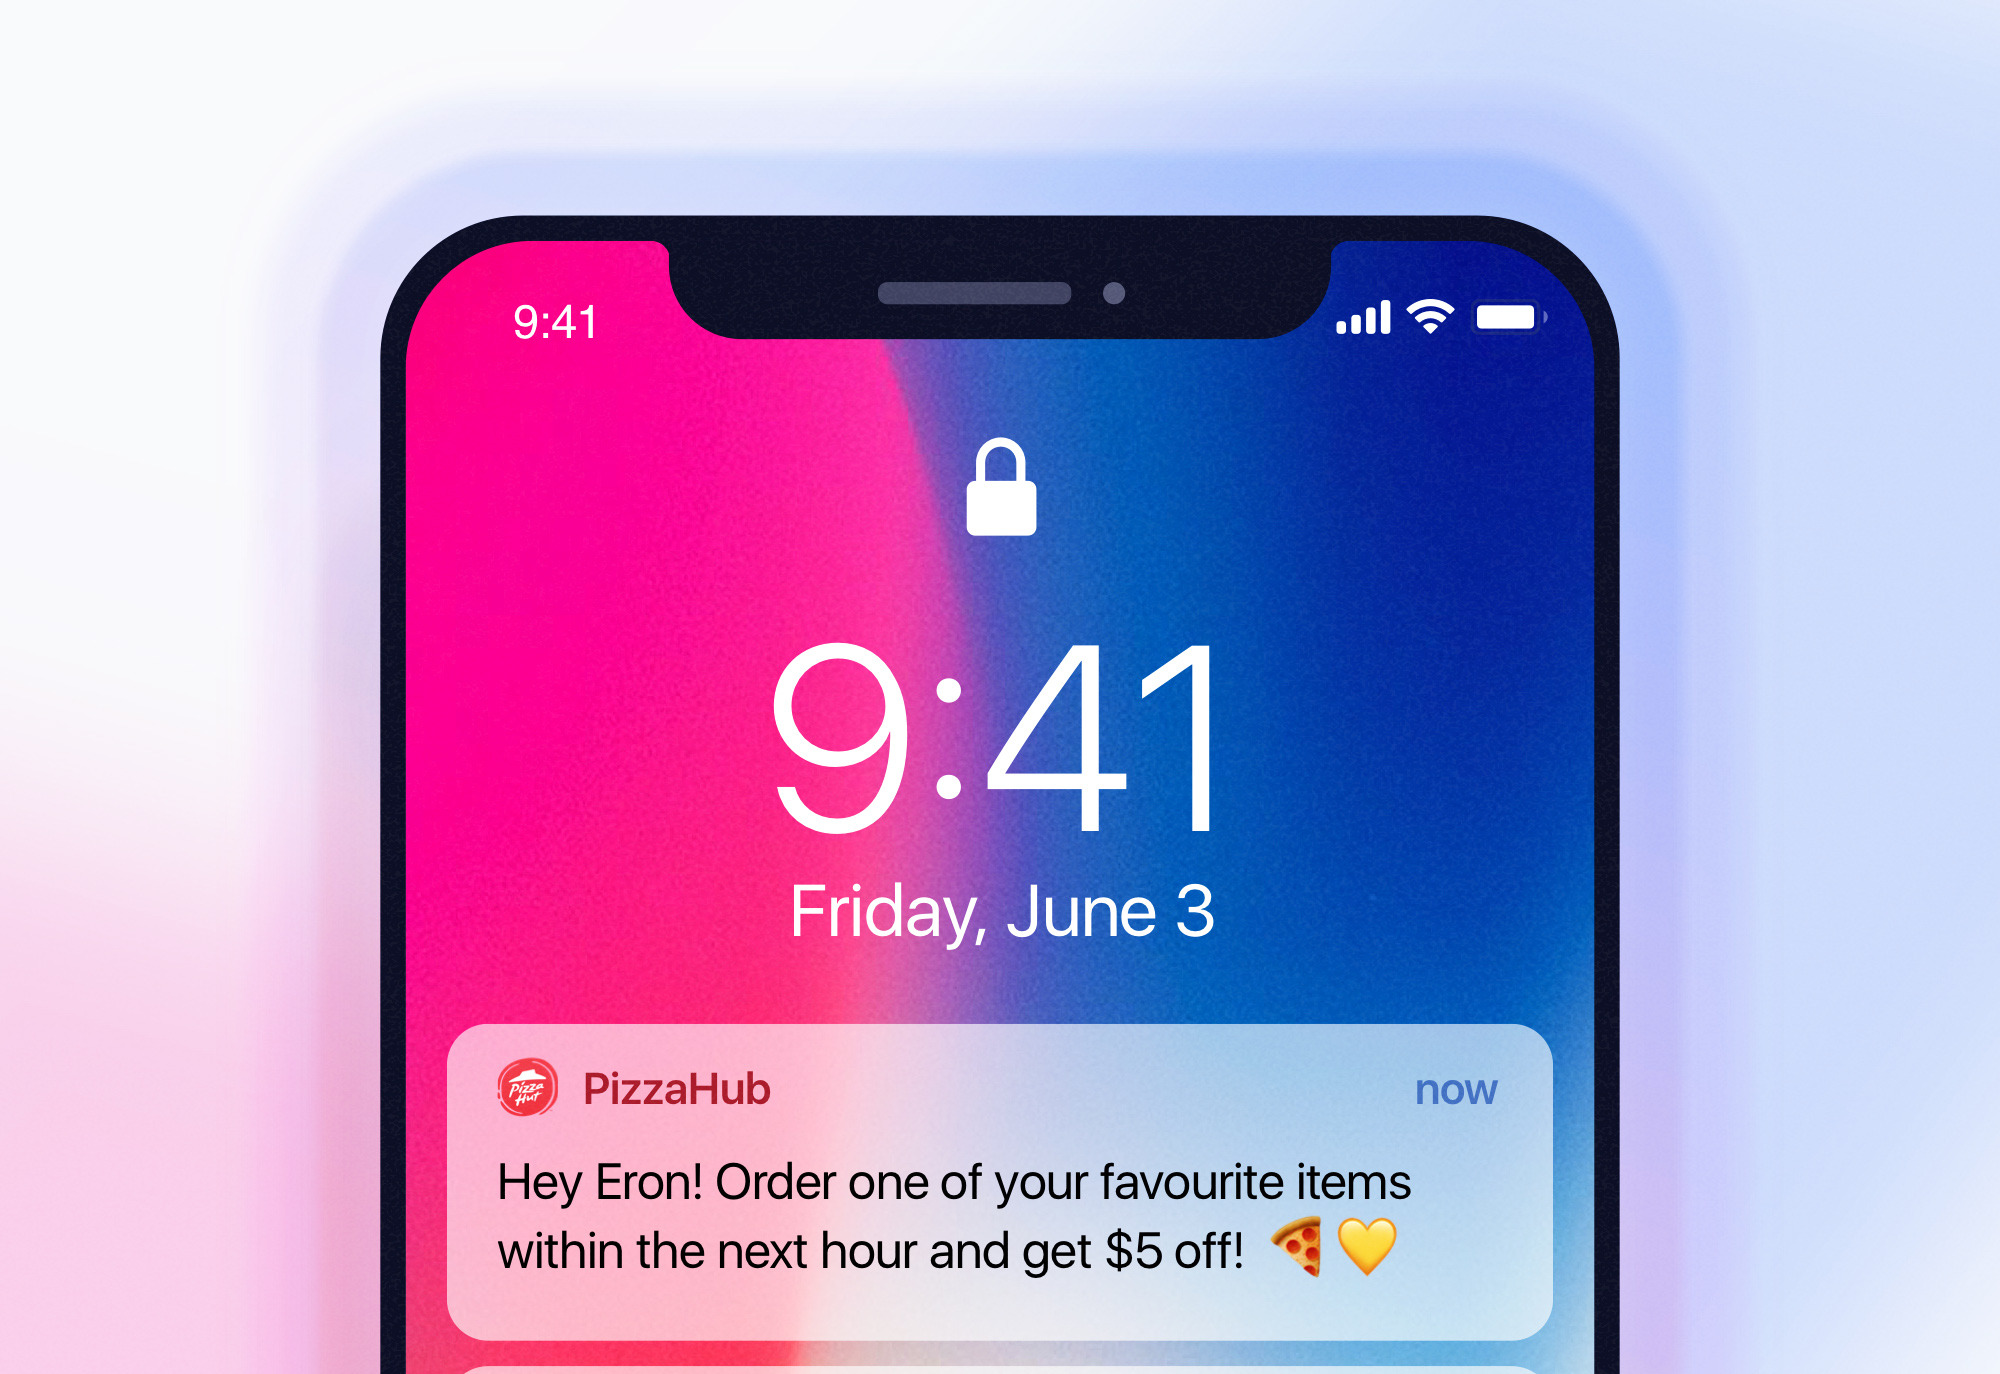 9:41
9:41
Friday, June 3
Pizza
Hut
PizzaHub
now
Hey Eron! Order one of your favourite items
within the next hour and get $5 off! 🍕💛